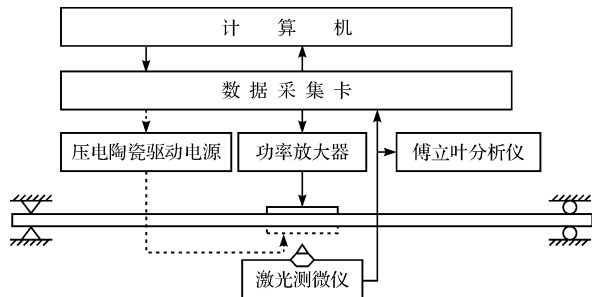 计 算 机
数 据 采 集 卡
压电陶瓷驱动电源
功率放大器
傅立叶分析仪
激光测微仪